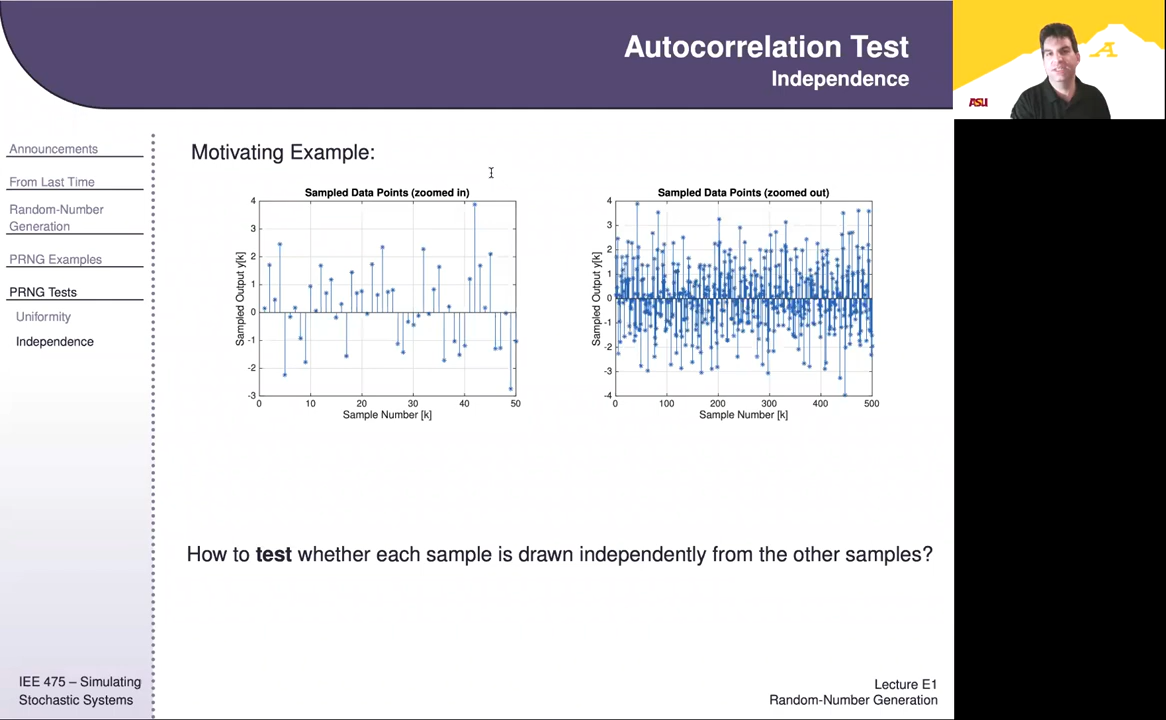 Autocorrelation Test
Independence
A
ASU
Announcements
From Last Time
Random-Number
Generation
PRNG Examples
PRNG Tests
Uniformity
Independence
Motivating Example:
Sampled Data Points (zoomed in)
4
3
2
1
0
-1
-2
-3
Sampled Output y[k]
0 10 20 30 40 50
Sample Number [k]
Sampled Data Points (zoomed out)
4
3
2
1
0
-1
-2
-3
-4
Sampled Output y[k]
0 100 200 300 400 500
Sample Number [k]
How to test whether each sample is drawn independently from the other samples?
IEE 475 – Simulating
Stochastic Systems
Lecture E1
Random-Number Generation